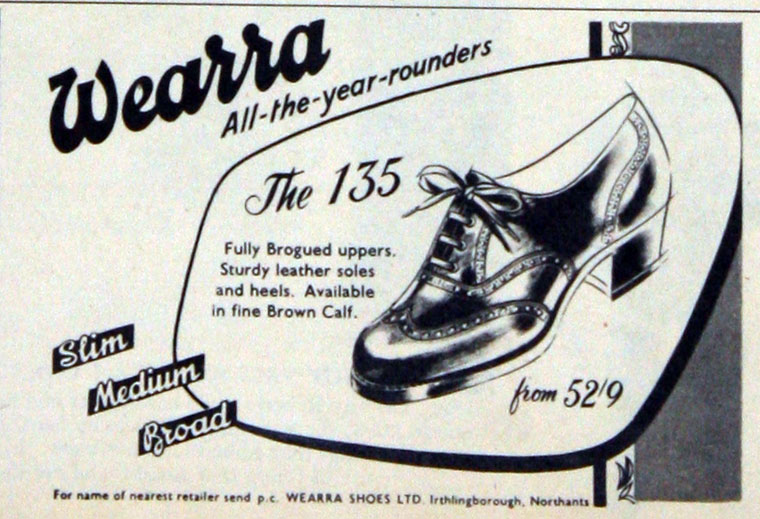 Wearra
All-the-year-rounders
The 135
Fully Brogued uppers.
Sturdy leather soles
and heels. Available
in fine Brown Calf.
Slim
Medium
Broad
from 52/9
For name of nearest retailer send p.c. WEARRA SHOES LTD. Irthlingborough, Northants